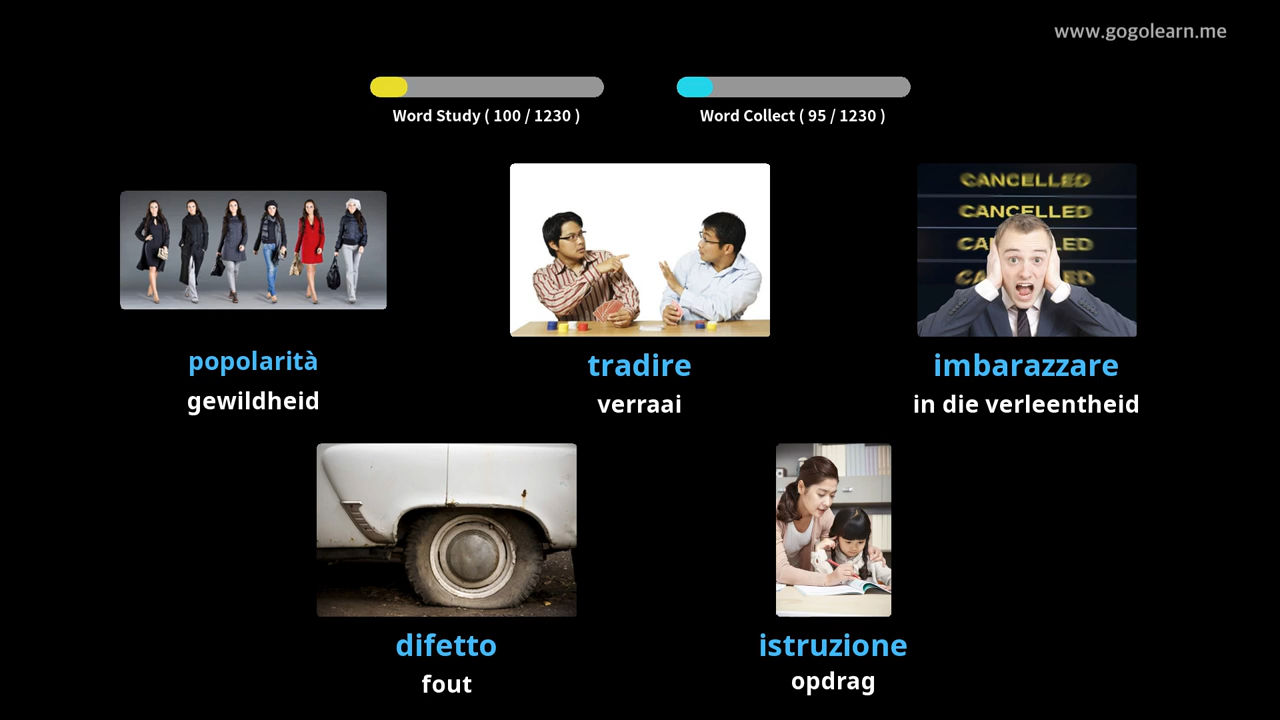 www.gogolearn.me
Word Study ( 100 / 1230 )
Word Collect ( 95 / 1230 )
CANCELLED
CANCELLED
popolarità
tradire
imbarazzare
gewildheid
verraai
in die verleentheid
difetto
istruzione
fout
opdrag